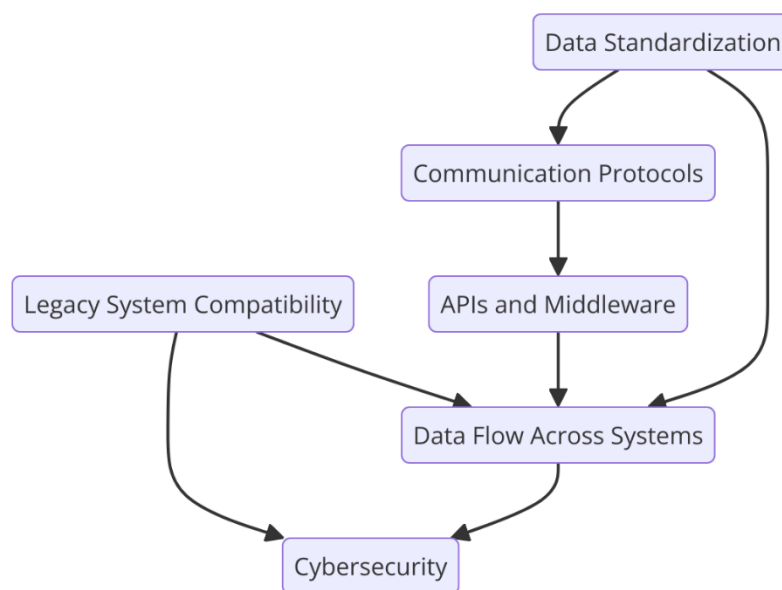 Data Standardization
Communication Protocols
Legacy System Compatibility
APIs and Middleware
Data Flow Across Systems
Cybersecurity